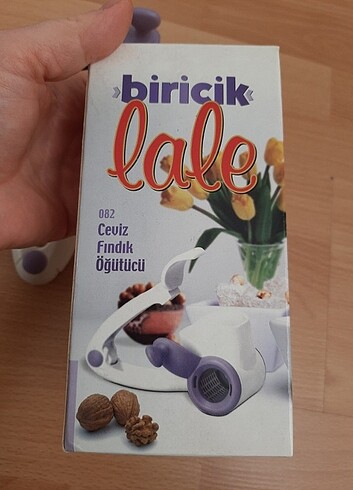 biricik
lale
082
Ceviz
Fındık
Öğütücü